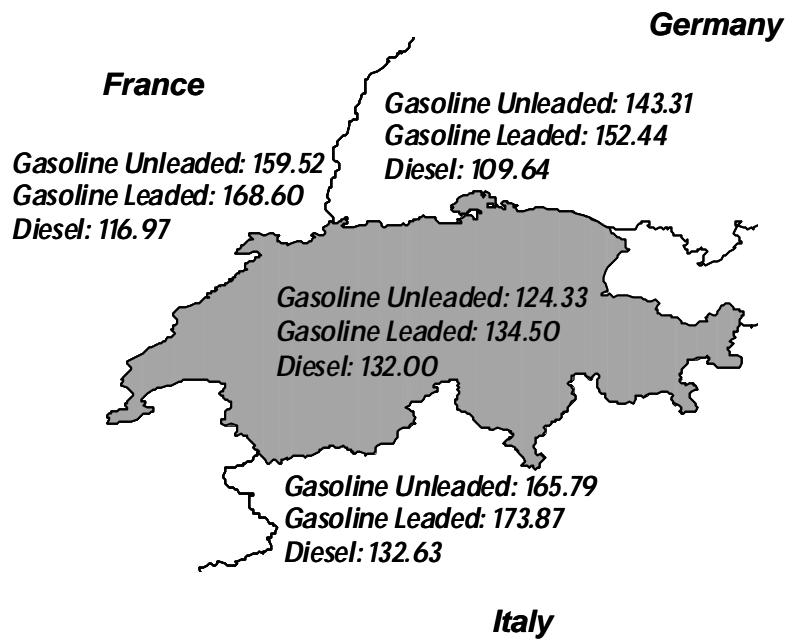 Germany
France
Gasoline Unleaded: 143.31
Gasoline Leaded: 152.44
Diesel: 109.64
Gasoline Unleaded: 159.52
Gasoline Leaded: 168.60
Diesel: 116.97
Gasoline Unleaded: 124.33
Gasoline Leaded: 134.50
Diesel: 132.00
Gasoline Unleaded: 165.79
Gasoline Leaded: 173.87
Diesel: 132.63
Italy